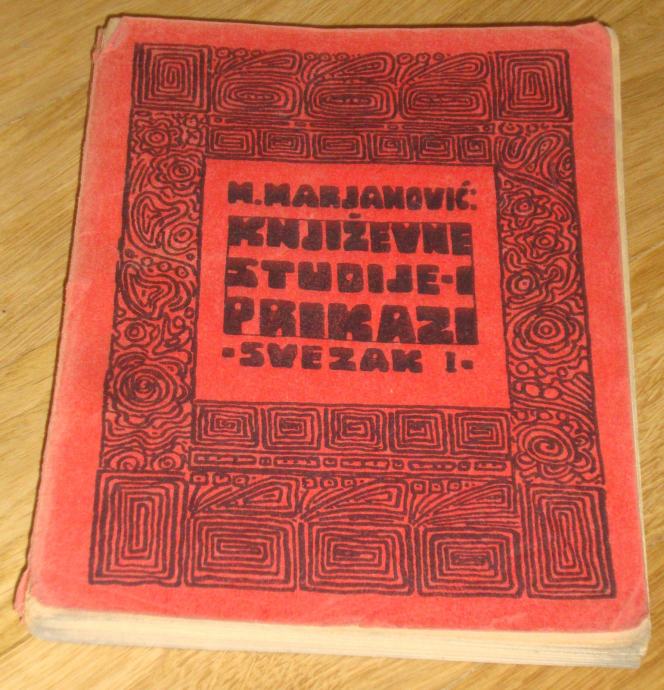 M. MARJANOVIĆ:
KNJIŽEVNE
STUDIJE-I
PRIKAZI
·SVEZAK I·